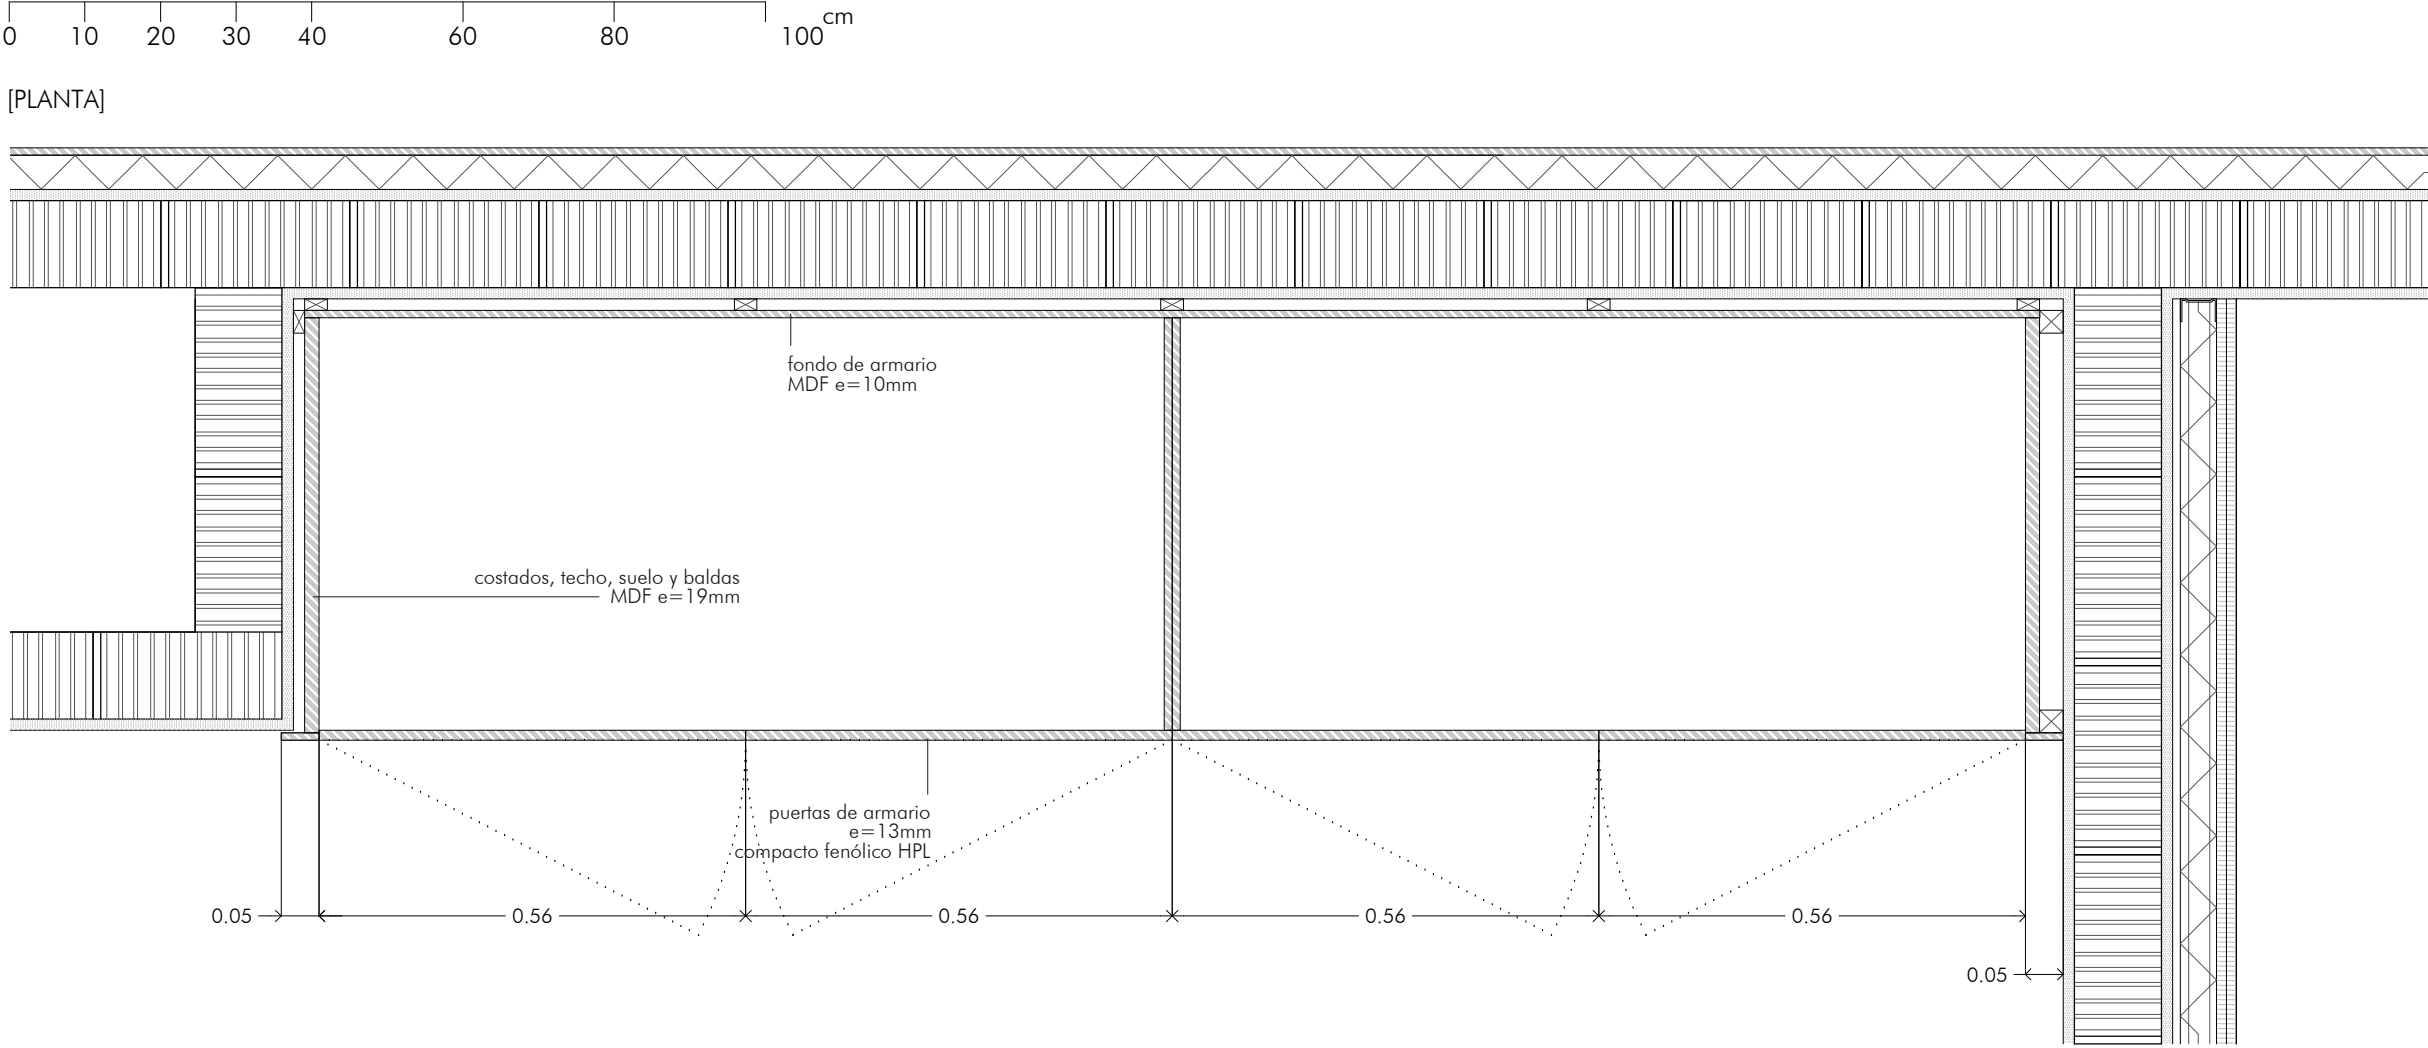 cm
0 10 20 30 40 60 80 100
[PLANTA]
fondo de armario
MDF e=10mm
costados, techo, suelo y baldas
MDF e=19mm
puertas de armario
e=13mm
compacto fenólico HPL
0.05 0.56 0.56 0.56 0.56
0.05